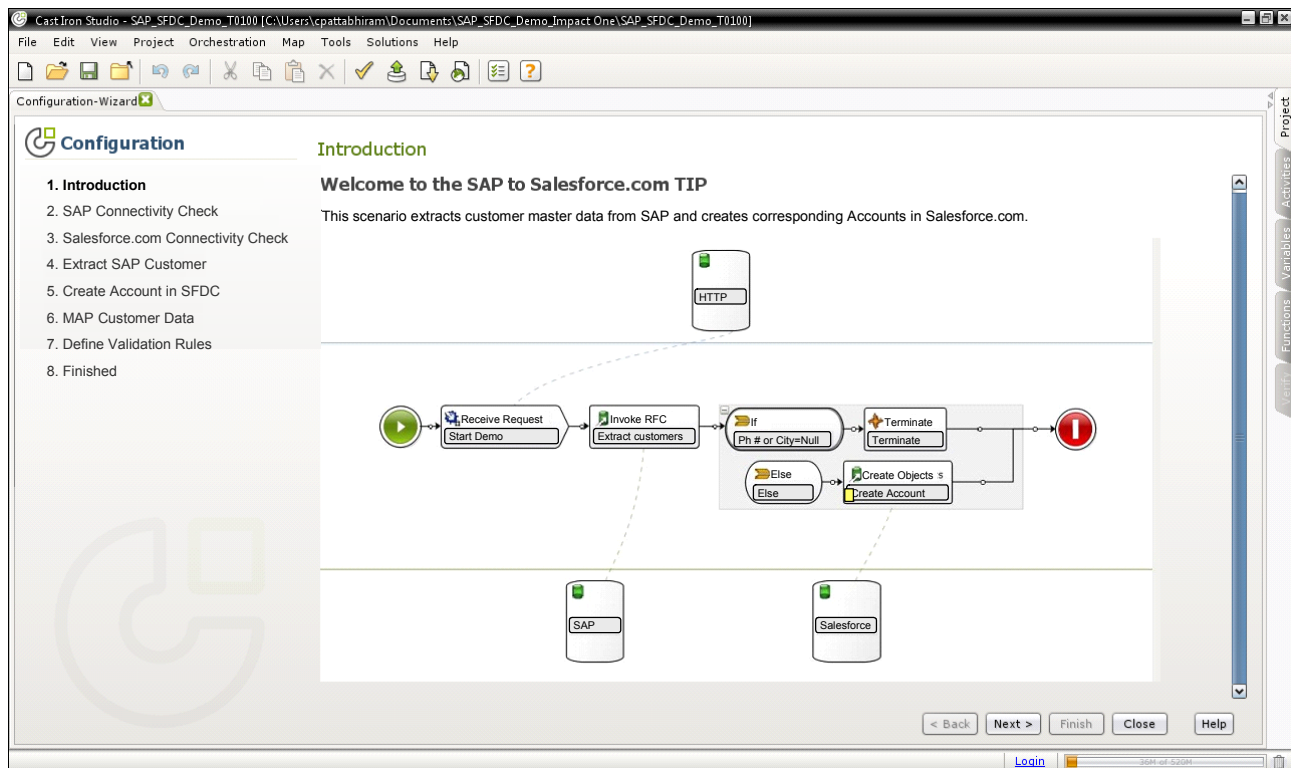 Cast Iron Studio - SAP_SFDC_Demo_T0100 [C:\Users\cpattabhiram\Documents\SAP_SFDC_Demo_Impact One\SAP_SFDC_Demo_T0100]
File Edit View Project Orchestration Map Tools Solutions Help
Configuration-Wizard
Configuration
1. Introduction
2. SAP Connectivity Check
3. Salesforce.com Connectivity Check
4. Extract SAP Customer
5. Create Account in SFDC
6. MAP Customer Data
7. Define Validation Rules
8. Finished
Introduction
Welcome to the SAP to Salesforce.com TIP
This scenario extracts customer master data from SAP and creates corresponding Accounts in Salesforce.com.
HTTP
Receive Request
Start Demo
Invoke RFC
Extract customers
If
Ph # or City=Null
Terminate
Terminate
Else
Else
Create Objects s
Create Account
SAP
Salesforce
< Back Next > Finish Close Help
Login 36M of 520M
Project
Activities
Variables
Functions